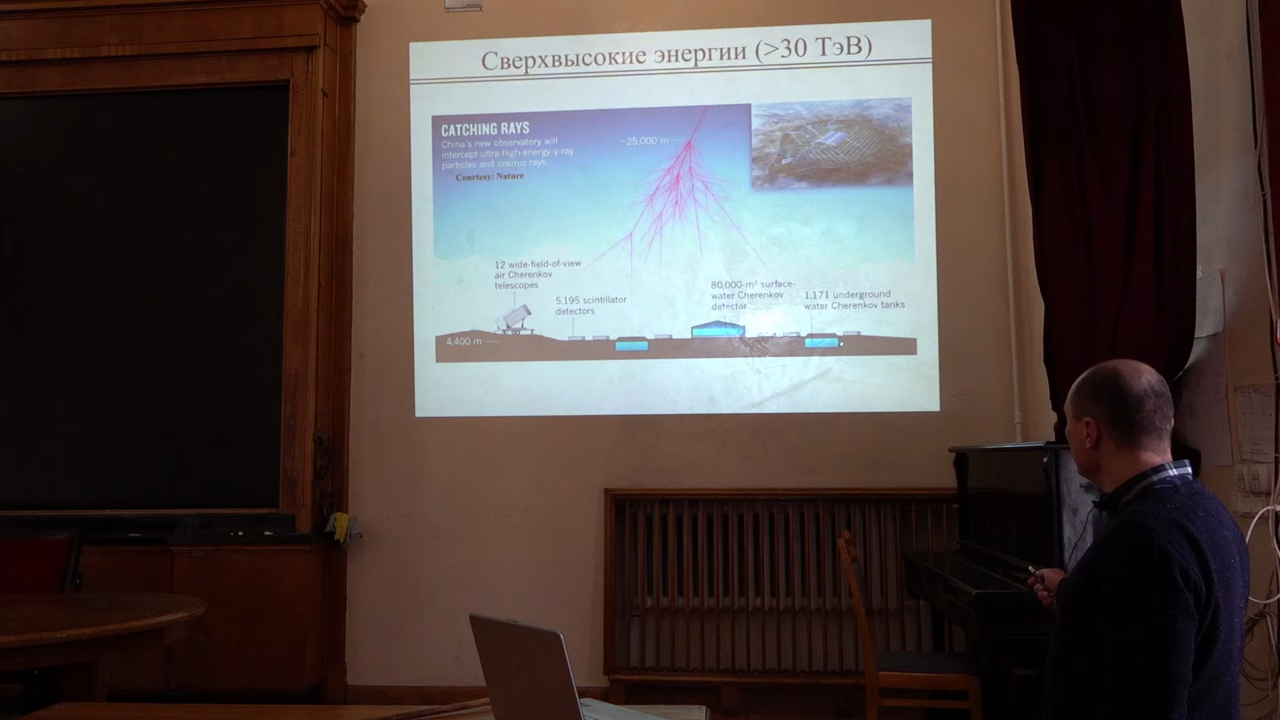 Сверхвысокие энергии (>30 ТэВ)
CATCHING RAYS
China's new observatory will
intercept ultra-high-energy γ-ray
particles and cosmic rays.
Courtesy: Nature
~25,000 m
12 wide-field-of-view
air Cherenkov
telescopes
5,195 scintillator
detectors
80,000-m² surface-
water Cherenkov
detector
1,171 underground
water Cherenkov tanks
4,400 m